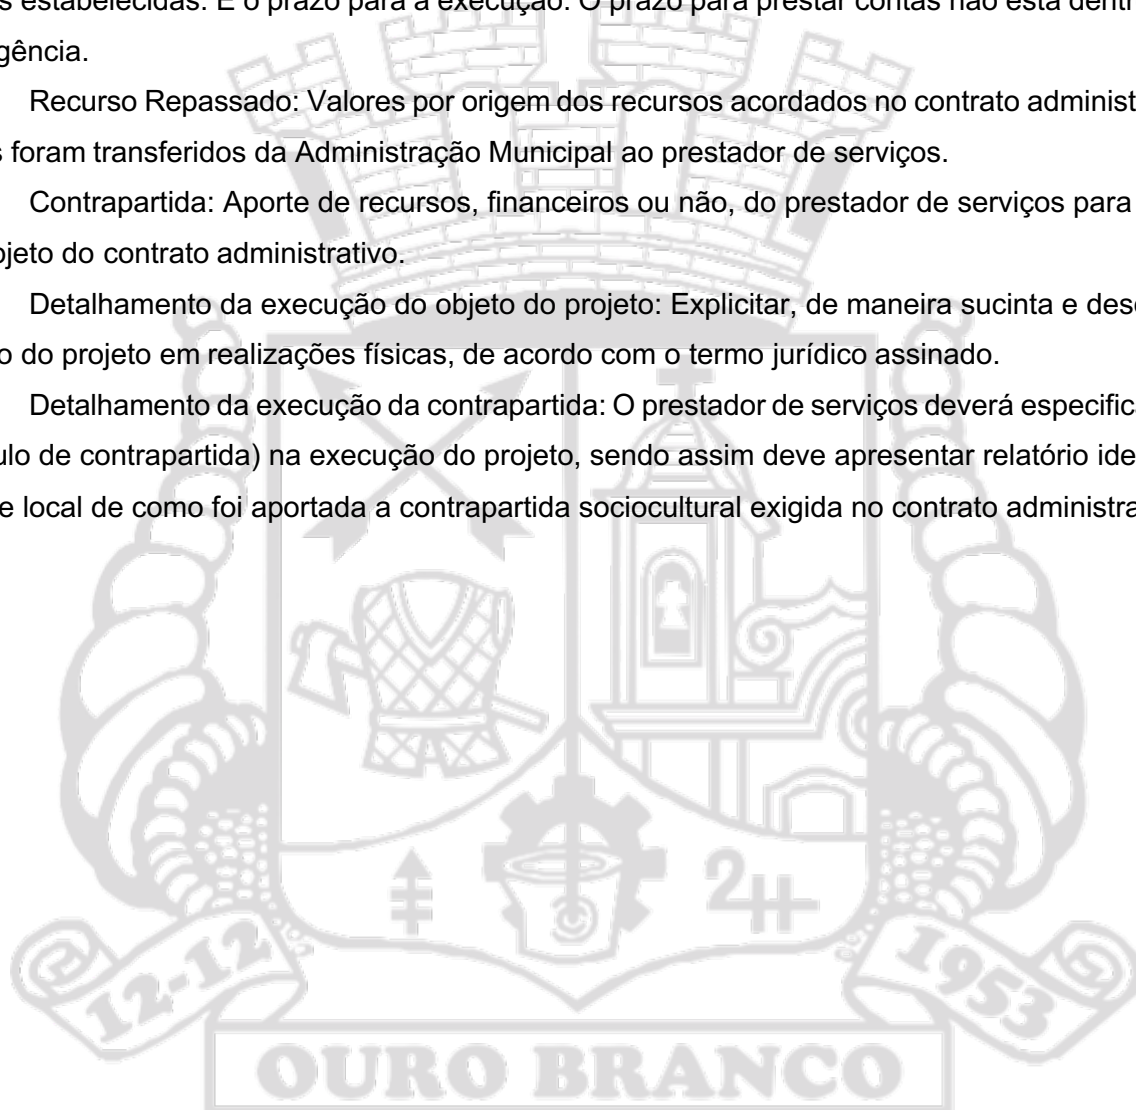 s estabelecidas. É o prazo para a execução. O prazo para prestar contas não está dentr
gência.
Recurso Repassado: Valores por origem dos recursos acordados no contrato administ
s foram transferidos da Administração Municipal ao prestador de serviços.
Contrapartida: Aporte de recursos, financeiros ou não, do prestador de serviços para
ojeto do contrato administrativo.
Detalhamento da execução do objeto do projeto: Explicitar, de maneira sucinta e des
o do projeto em realizações físicas, de acordo com o termo jurídico assinado.
Detalhamento da execução da contrapartida: O prestador de serviços deverá especific
ulo de contrapartida) na execução do projeto, sendo assim deve apresentar relatório ide
e local de como foi aportada a contrapartida sociocultural exigida no contrato administra
12-12
1953
OURO BRANCO